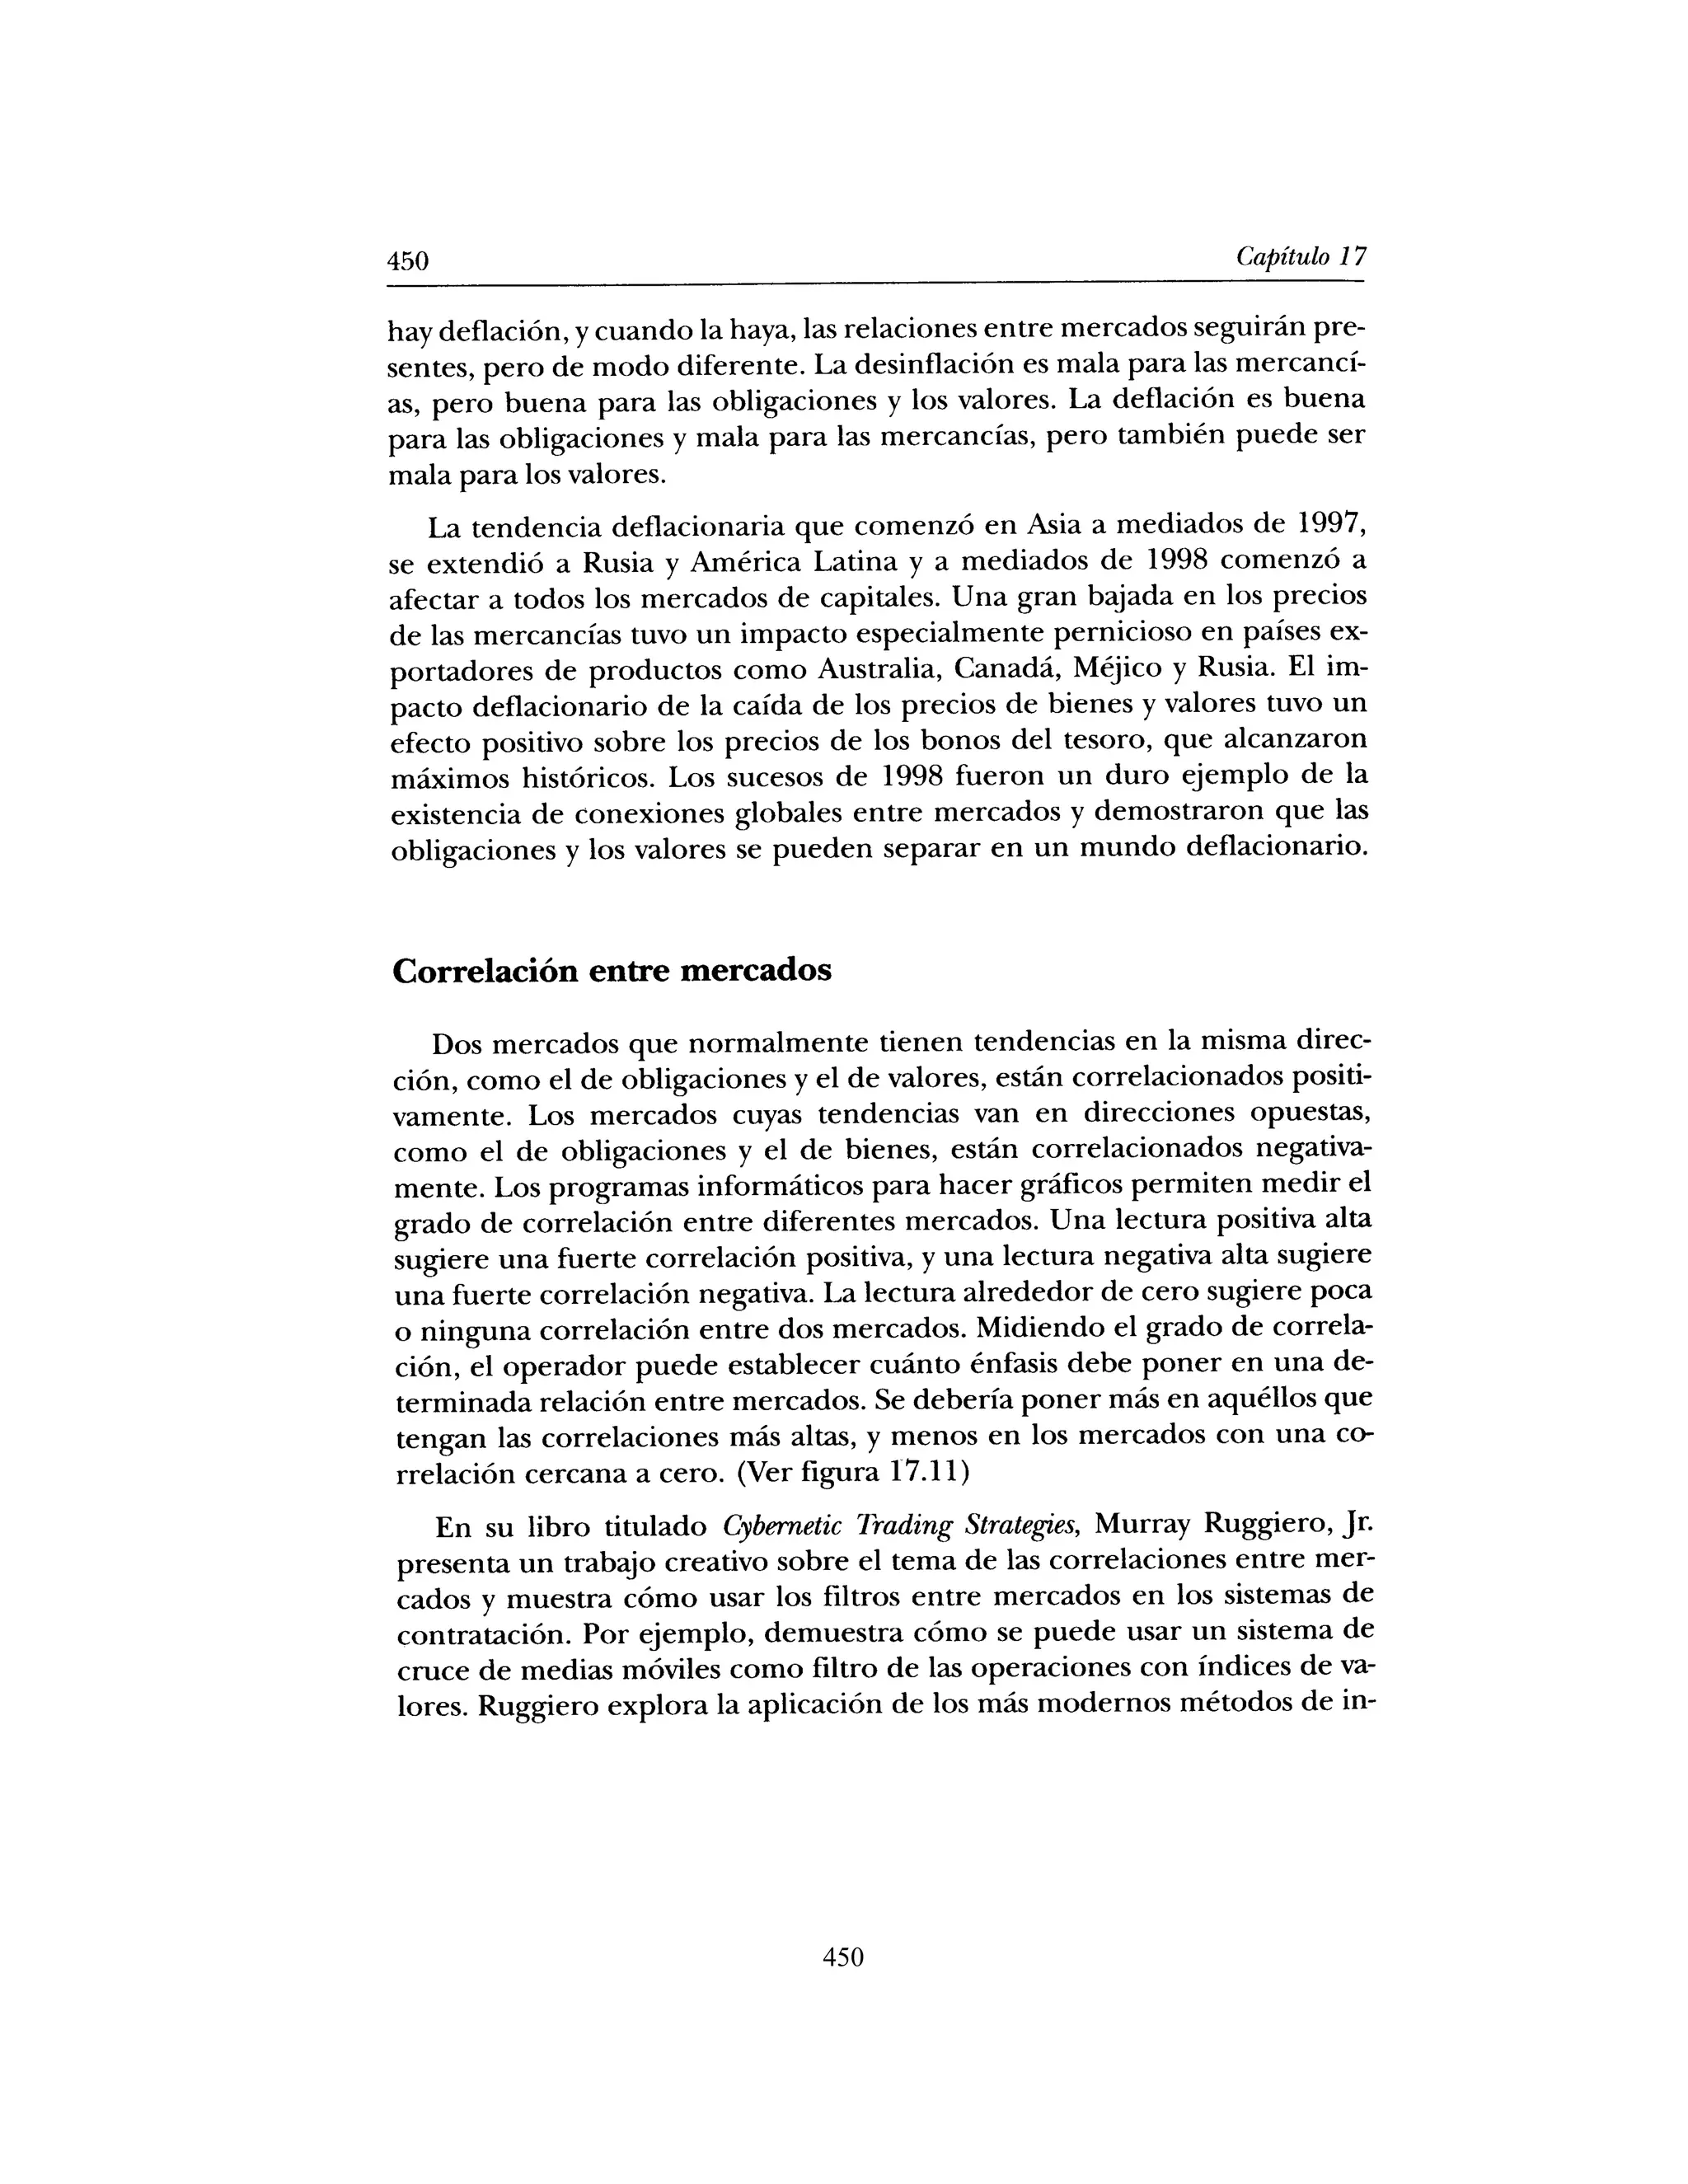 450
Capítulo 17
hay deflación, y cuando la haya, las relaciones entre mercados seguirán pre-
sentes, pero de modo diferente. La desinflación es mala para las mercancí-
as, pero buena para las obligaciones y los valores. La deflación es buena
para las obligaciones y mala para las mercancías, pero también puede ser
mala para los valores.
La tendencia deflacionaria que comenzó en Asia a mediados de 1997,
se extendió a Rusia y América Latina y a mediados de 1998 comenzó a
afectar a todos los mercados de capitales. Una gran bajada en los precios
de las mercancías tuvo un impacto especialmente pernicioso en países ex-
portadores de productos como Australia, Canadá, Méjico y Rusia. El im-
pacto deflacionario de la caída de los precios de bienes y valores tuvo un
efecto positivo sobre los precios de los bonos del tesoro, que alcanzaron
máximos históricos. Los sucesos de 1998 fueron un duro ejemplo de la
existencia de conexiones globales entre mercados y demostraron que las
obligaciones y los valores se pueden separar en un mundo deflacionario.
Correlación entre mercados
Dos mercados que normalmente tienen tendencias en la misma direc-
ción, como el de obligaciones y el de valores, están correlacionados positi-
vamente. Los mercados cuyas tendencias van en direcciones opuestas,
como el de obligaciones y el de bienes, están correlacionados negativa-
mente. Los programas informáticos para hacer gráficos permiten medir el
grado de correlación entre diferentes mercados. Una lectura positiva alta
sugiere una fuerte correlación positiva, y una lectura negativa alta sugiere
una fuerte correlación negativa. La lectura alrededor de cero sugiere poca
o ninguna correlación entre dos mercados. Midiendo el grado de correla-
ción, el operador puede establecer cuánto énfasis debe poner en una de-
terminada relación entre mercados. Se debería poner más en aquéllos que
tengan las correlaciones más altas, y menos en los mercados con una co-
rrelación cercana a cero. (Ver figura 17.11)
En su libro titulado Cybernetic Trading Strategies, Murray Ruggiero, Jr.
presenta un trabajo creativo sobre el tema de las correlaciones entre mer-
cados y muestra cómo usar los filtros entre mercados en los sistemas de
contratación. Por ejemplo, demuestra cómo se puede usar un sistema de
cruce de medias móviles como filtro de las operaciones con índices de va-
lores. Ruggiero explora la aplicación de los más modernos métodos de in-
450